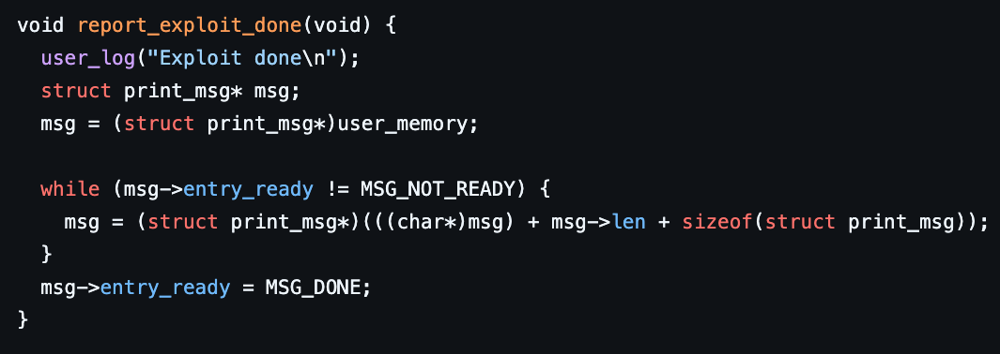 void report_exploit_done(void) {
  user_log("Exploit done\n");
  struct print_msg* msg;
  msg = (struct print_msg*)user_memory;

  while (msg->entry_ready != MSG_NOT_READY) {
    msg = (struct print_msg*)(((char*)msg) + msg->len + sizeof(struct print_msg));
  }
  msg->entry_ready = MSG_DONE;
}